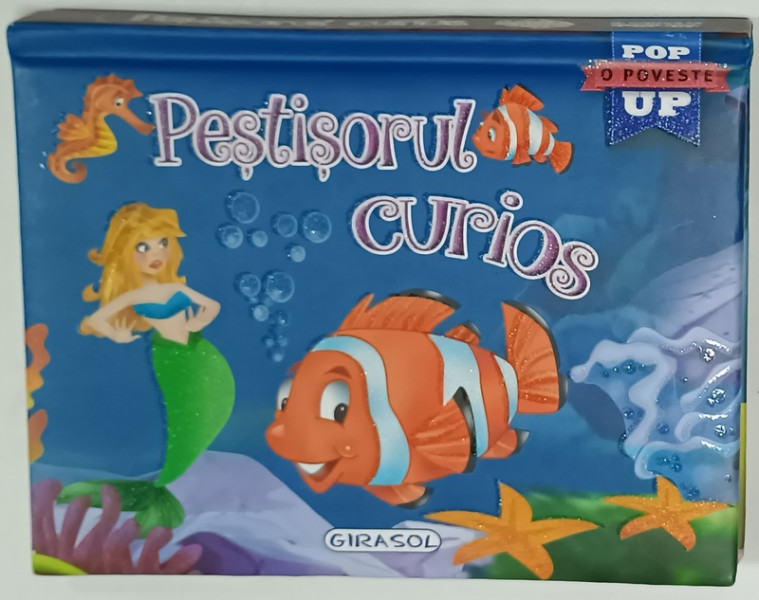 POP
O POVESTE
UP
Peștișorul
curios
GIRASOL